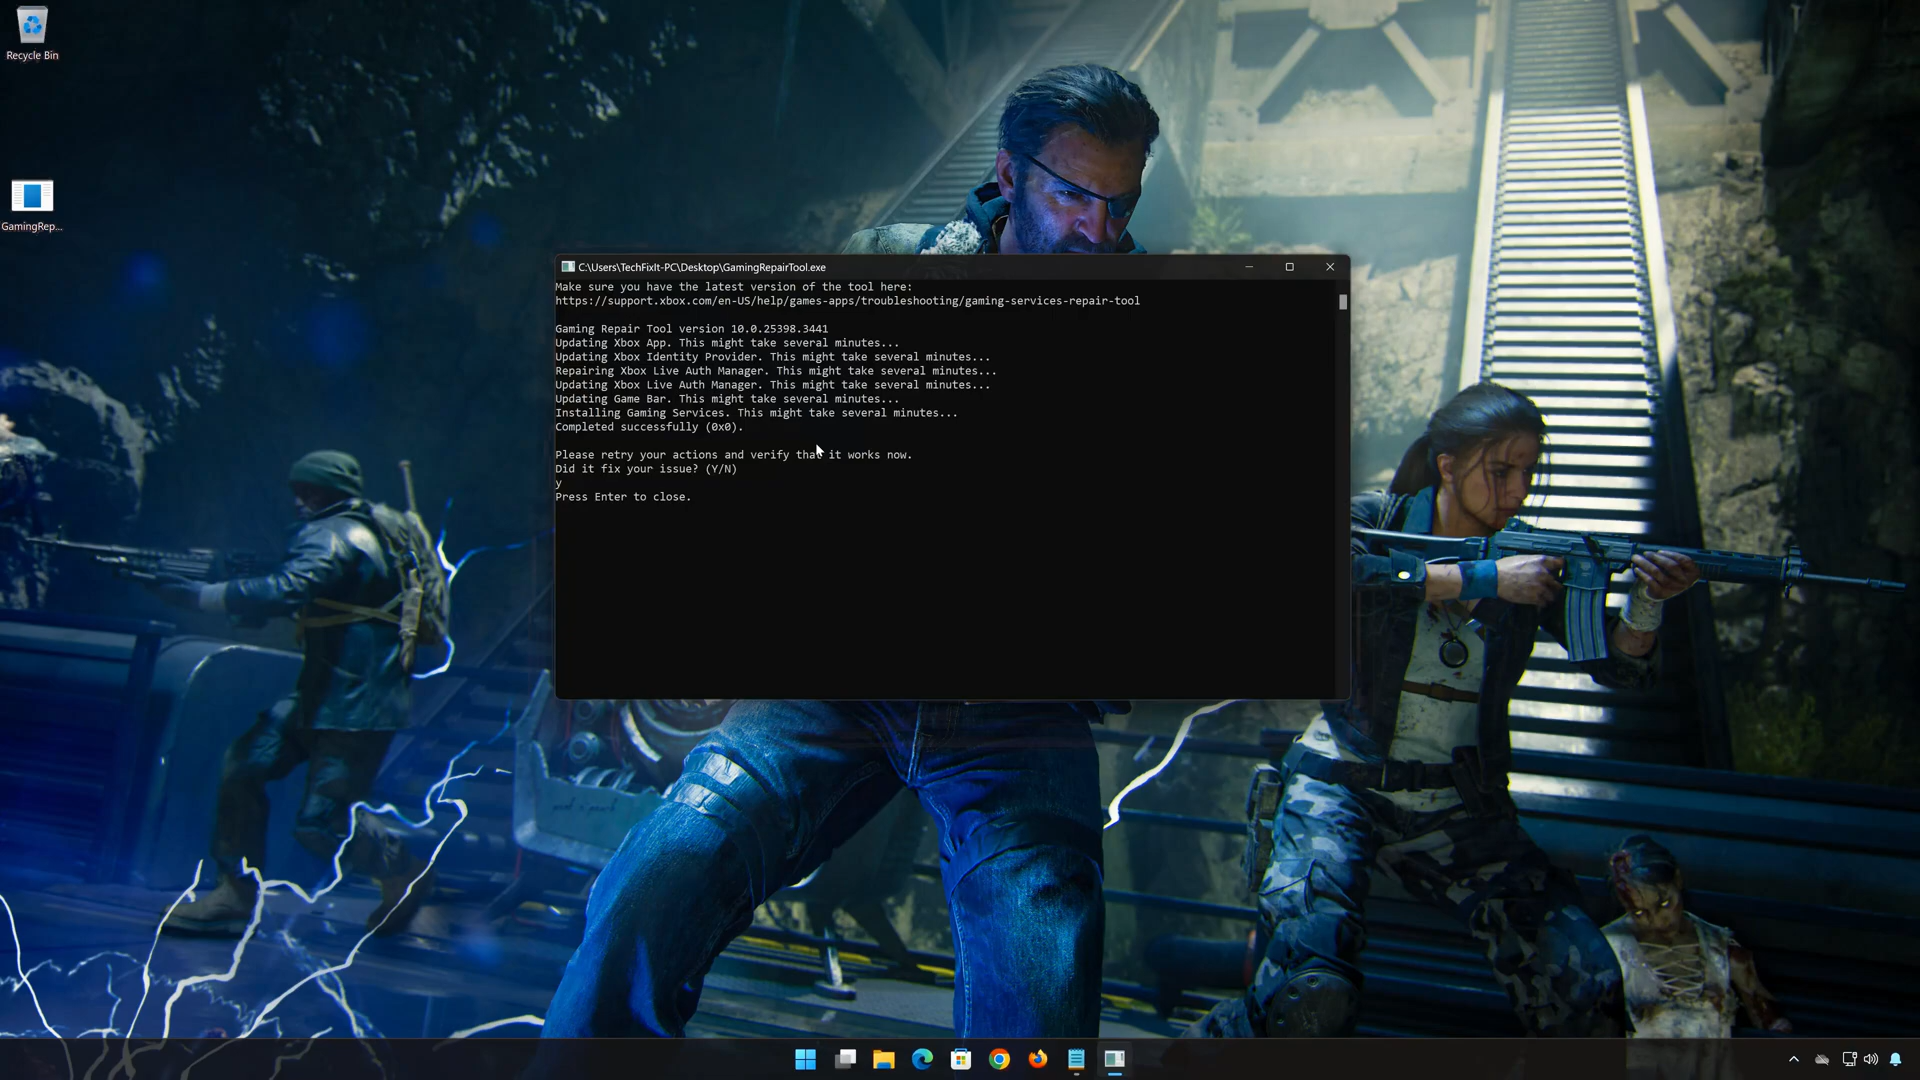 Recycle Bin
GamingRep...
C:\Users\TechFixIt-PC\Desktop\GamingRepairTool.exe
Make sure you have the latest version of the tool here:
https://support.xbox.com/en-US/help/games-apps/troubleshooting/gaming-services-repair-tool
Gaming Repair Tool version 10.0.25398.3441
Updating Xbox App. This might take several minutes...
Updating Xbox Identity Provider. This might take several minutes...
Repairing Xbox Live Auth Manager. This might take several minutes...
Updating Xbox Live Auth Manager. This might take several minutes...
Updating Game Bar. This might take several minutes...
Installing Gaming Services. This might take several minutes...
Completed successfully (0x0).
Please retry your actions and verify that it works now.
Did it fix your issue? (Y/N)
y
Press Enter to close.